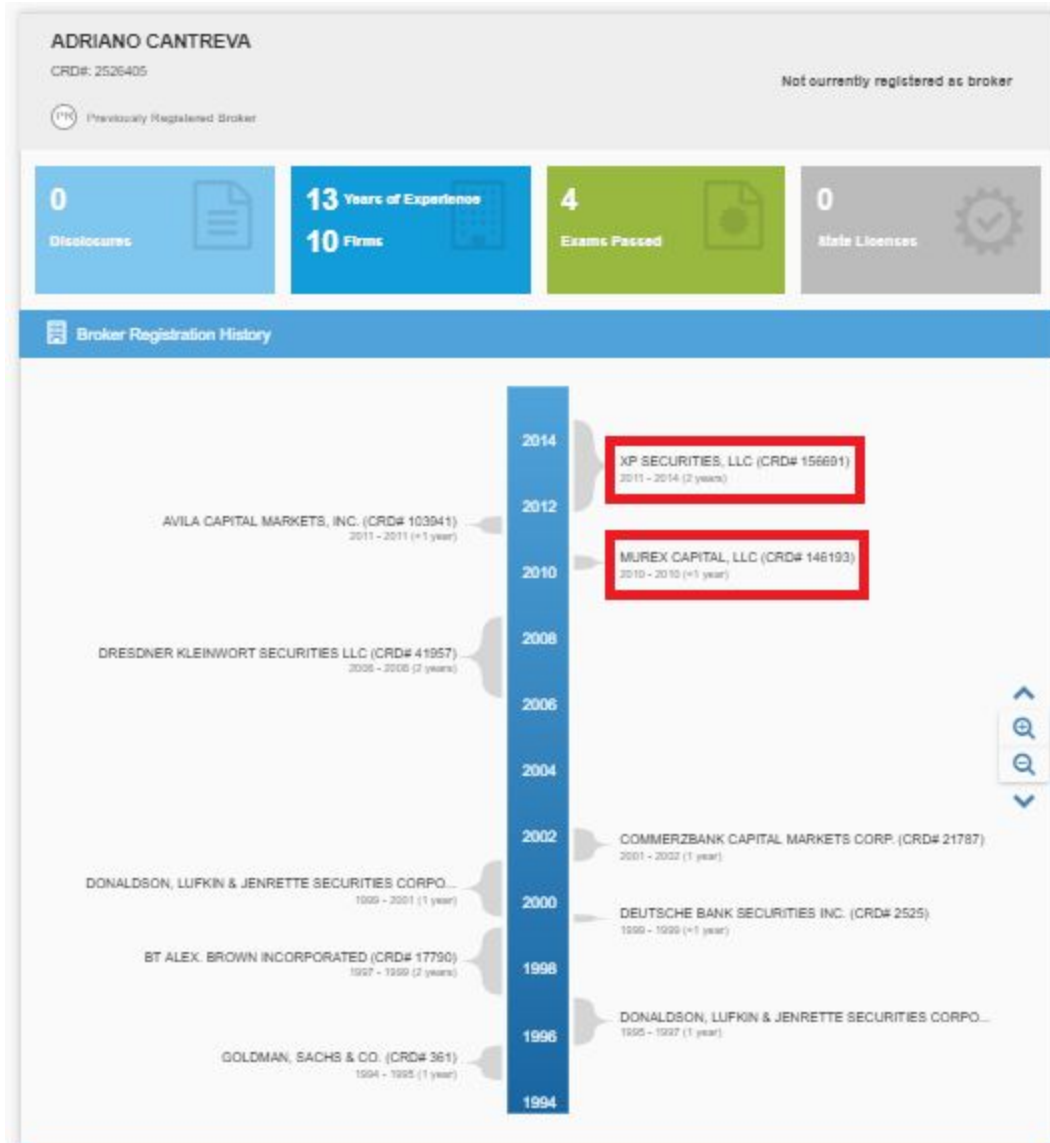 ADRIANO CANTREVA
CRD#: 2526405
Not currently registered as broker
PR Previously Registered Broker
0
Disclosures
13 Years of Experience
10 Firms
4
Exams Passed
0
State Licenses
Broker Registration History
2014
XP SECURITIES, LLC (CRD# 156691)
2011 - 2014 (2 years)
2012
AVILA CAPITAL MARKETS, INC. (CRD# 103941)
2011 - 2011 (<1 year)
MUREX CAPITAL, LLC (CRD# 146193)
2010 - 2010 (<1 year)
2010
2008
DRESDNER KLEINWORT SECURITIES LLC (CRD# 41957)
2006 - 2008 (2 years)
2006
2004
2002
COMMERZBANK CAPITAL MARKETS CORP. (CRD# 21787)
2001 - 2002 (1 year)
DONALDSON, LUFKIN & JENRETTE SECURITIES CORPO...
1999 - 2001 (1 year)
2000
DEUTSCHE BANK SECURITIES INC. (CRD# 2525)
1999 - 1999 (<1 year)
BT ALEX. BROWN INCORPORATED (CRD# 17790)
1997 - 1999 (2 years)
1998
DONALDSON, LUFKIN & JENRETTE SECURITIES CORPO...
1995 - 1997 (1 year)
1996
GOLDMAN, SACHS & CO. (CRD# 361)
1994 - 1995 (1 year)
1994